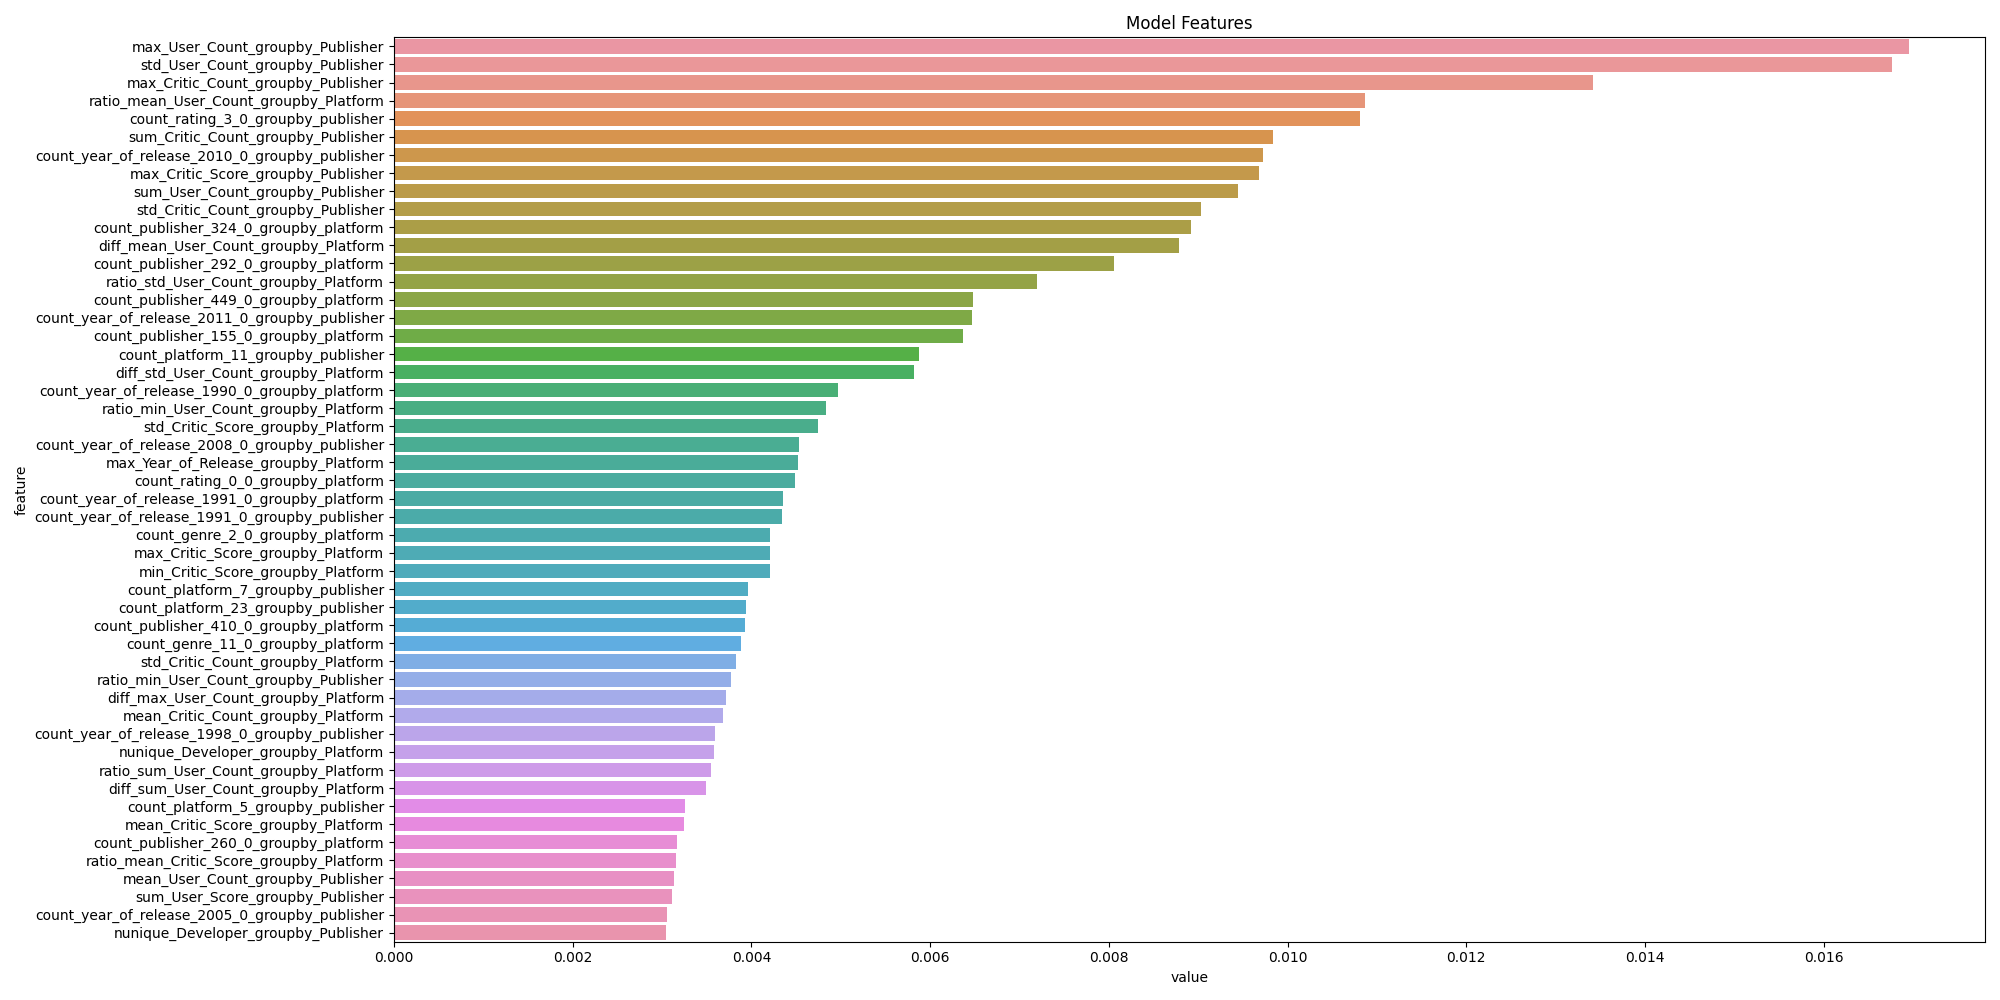 Model Features
max_User_Count_groupby_Publisher
std_User_Count_groupby_Publisher
max_Critic_Count_groupby_Publisher
ratio_mean_User_Count_groupby_Platform
count_rating_3_0_groupby_publisher
sum_Critic_Count_groupby_Publisher
count_year_of_release_2010_0_groupby_publisher
max_Critic_Score_groupby_Publisher
sum_User_Count_groupby_Publisher
std_Critic_Count_groupby_Publisher
count_publisher_324_0_groupby_platform
diff_mean_User_Count_groupby_Platform
count_publisher_292_0_groupby_platform
ratio_std_User_Count_groupby_Platform
count_publisher_449_0_groupby_platform
count_year_of_release_2011_0_groupby_publisher
count_publisher_155_0_groupby_platform
count_platform_11_groupby_publisher
diff_std_User_Count_groupby_Platform
count_year_of_release_1990_0_groupby_platform
ratio_min_User_Count_groupby_Platform
std_Critic_Score_groupby_Platform
count_year_of_release_2008_0_groupby_publisher
max_Year_of_Release_groupby_Platform
count_rating_0_0_groupby_platform
count_year_of_release_1991_0_groupby_platform
count_year_of_release_1991_0_groupby_publisher
count_genre_2_0_groupby_platform
max_Critic_Score_groupby_Platform
min_Critic_Score_groupby_Platform
count_platform_7_groupby_publisher
count_platform_23_groupby_publisher
count_publisher_410_0_groupby_platform
count_genre_11_0_groupby_platform
std_Critic_Count_groupby_Platform
ratio_min_User_Count_groupby_Publisher
diff_max_User_Count_groupby_Platform
mean_Critic_Count_groupby_Platform
count_year_of_release_1998_0_groupby_publisher
nunique_Developer_groupby_Platform
ratio_sum_User_Count_groupby_Platform
diff_sum_User_Count_groupby_Platform
count_platform_5_groupby_publisher
mean_Critic_Score_groupby_Platform
count_publisher_260_0_groupby_platform
ratio_mean_Critic_Score_groupby_Platform
mean_User_Count_groupby_Publisher
sum_User_Score_groupby_Publisher
count_year_of_release_2005_0_groupby_publisher
nunique_Developer_groupby_Publisher
feature
0.000 0.002 0.004 0.006 0.008 0.010 0.012 0.014 0.016
value